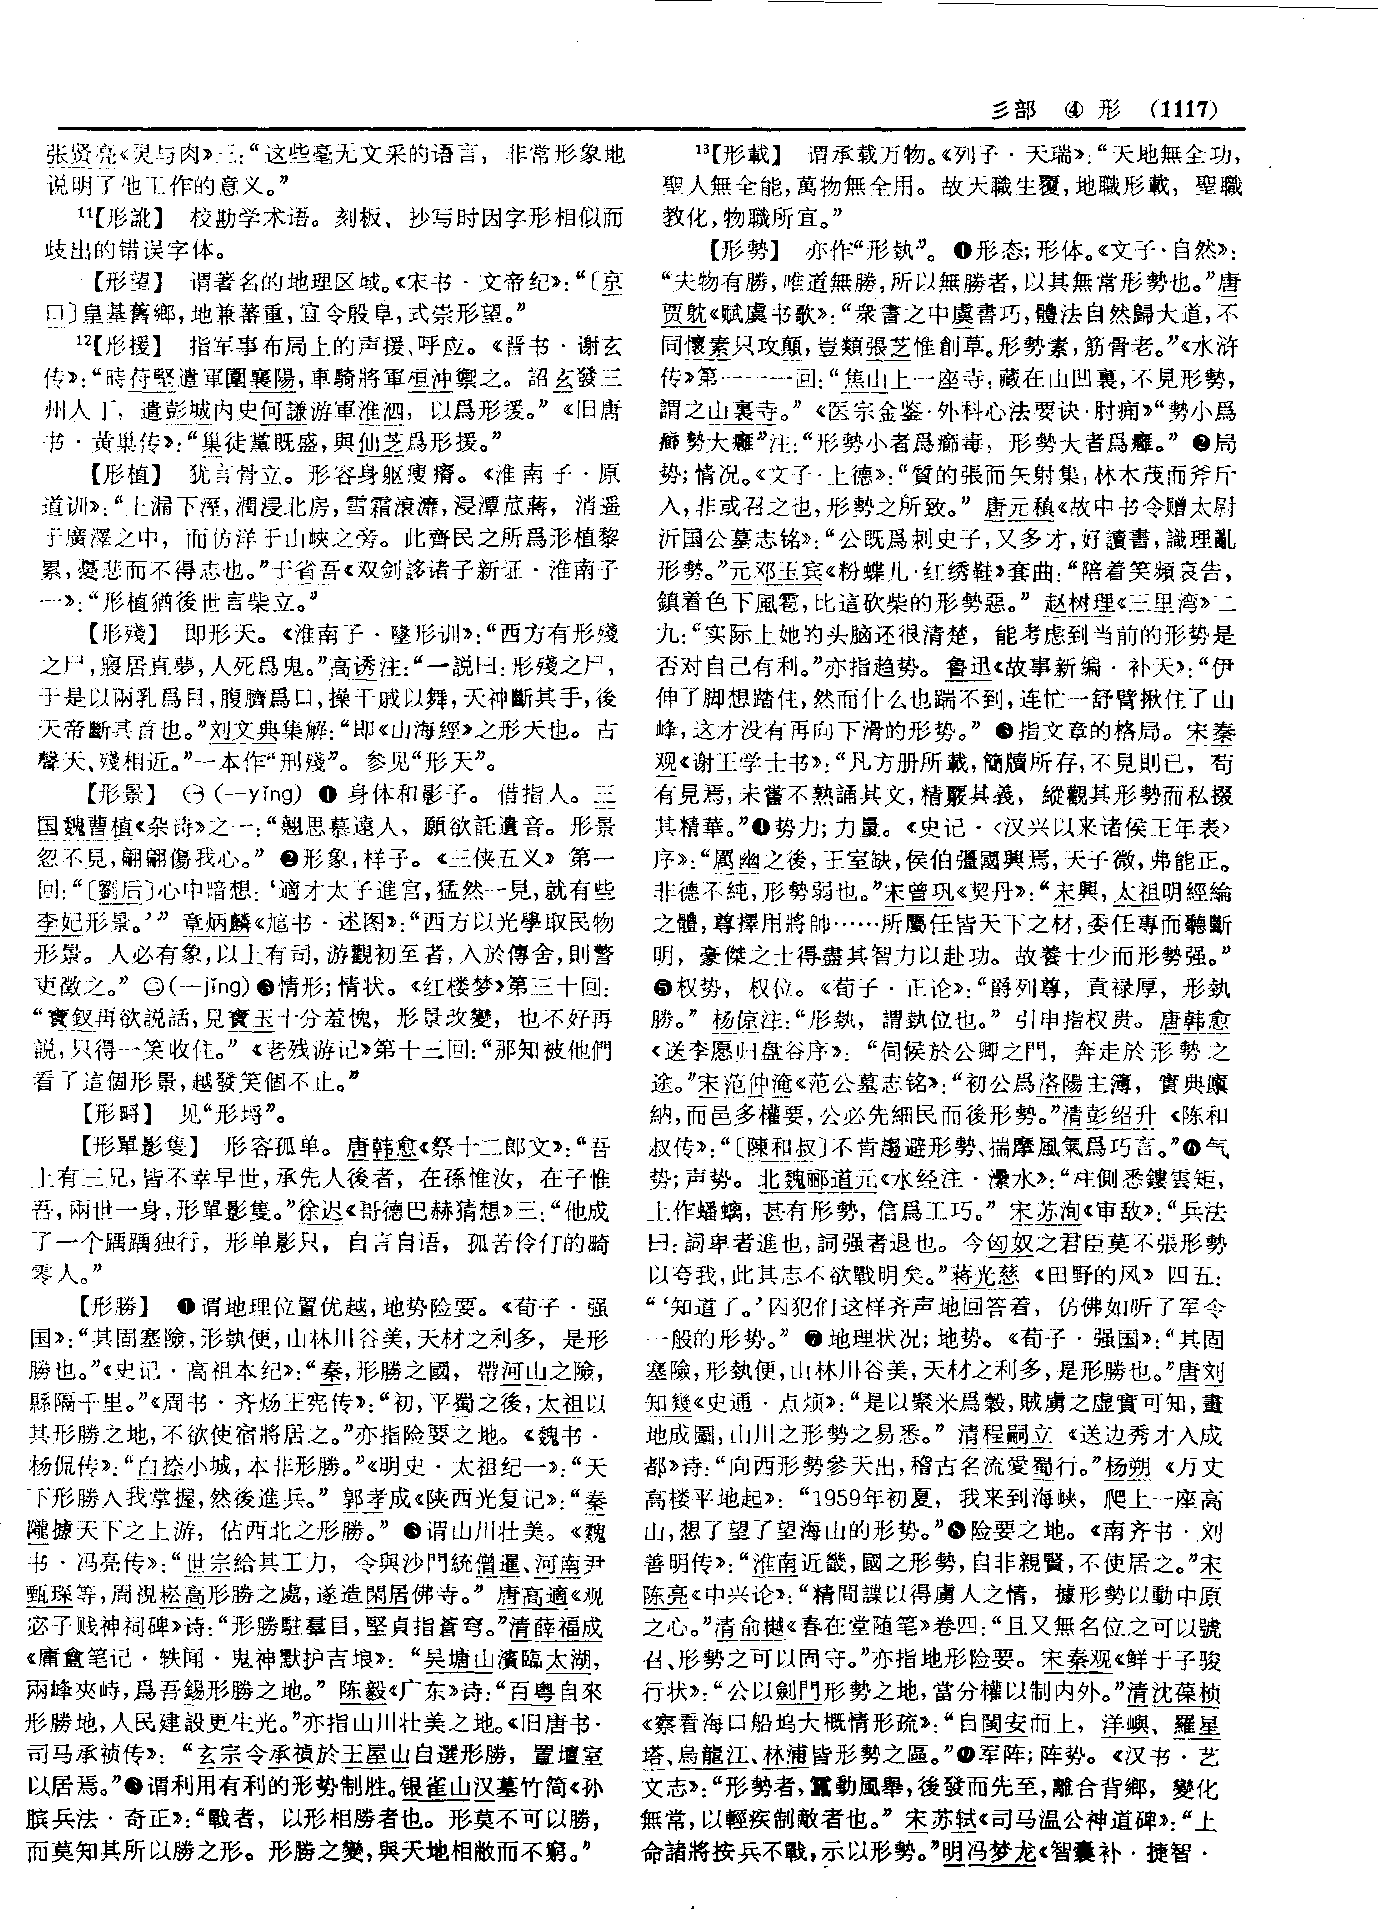 彡部　④　形　(1117)
张贤亮《灵与肉》三：“这些毫无文采的语言，非常形象地
说明了他工作的意义。”
11【形訛】　校勘学术语。刻板、抄写时因字形相似而
歧出的错误字体。
【形望】　谓著名的地理区域。《宋书·文帝纪》：“〔京
口〕皇基舊鄉，地兼蕃重，宜令殷阜，式崇形望。”
12【形援】　指军事布局上的声援、呼应。《晋书·谢玄
传》：“時苻堅遣軍圍襄陽，車騎將軍桓沖禦之。詔玄發三
州人丁，遣彭城内史何謙游軍淮泗，以爲形援。”《旧唐
书·黄巢传》：“巢徒黨既盛，與仙芝爲形援。”
【形植】　犹言骨立。形容身躯瘦瘠。《淮南子·原
道训》：“上漏下溼，潤浸北房，雪霜滾灖，浸潭苽蔣，消遥
于廣澤之中，而仿洋于山峽之旁。此齊民之所爲形植黎
累，憂悲而不得志也。”于省吾《双剑誃诸子新证·淮南子
一》：“形植猶後世言柴立。”
【形殘】　即形天。《淮南子·墬形训》：“西方有形殘
之尸，寢居直夢，人死爲鬼。”高诱注：“一説曰：形殘之尸，
于是以兩乳爲目，腹臍爲口，操干戚以舞，天神斷其手，後
天帝斷其首也。”刘文典集解：“即《山海經》之形天也。古
聲天、殘相近。”一本作“刑殘”。参见“形天”。
【形景】　㊀(—yǐng)❶身体和影子。借指人。三
国魏曹植《杂诗》之一：“翹思慕遠人，願欲託遺音。形景
忽不見，翩翩傷我心。”❷形象，样子。《三侠五义》第一
回：“〔劉后〕心中暗想：‘適才太子進宫，猛然一見，就有些
李妃形景。’”章炳麟《訄书·述图》：“西方以光學取民物
形景。人必有象，以上有司，游觀初至者，入於傳舍，則警
吏徵之。”㊁(—jǐng)❸情形；情状。《红楼梦》第三十回：
“寶釵再欲説話，見寶玉十分羞愧，形景改變，也不好再
説，只得一笑收住。”《老残游记》第十三回：“那知被他們
看了這個形景，越發笑個不止。”
【形啈】　见“形埒”。
【形單影隻】　形容孤单。唐韩愈《祭十二郎文》：“吾
上有三兄，皆不幸早世，承先人後者，在孫惟汝，在子惟
吾，兩世一身，形單影隻。”徐迟《哥德巴赫猜想》三：“他成
了一个踽踽独行，形单影只，自言自语，孤苦伶仃的畸
零人。”
【形勝】　❶谓地理位置优越，地势险要。《荀子·强
国》：“其固塞險，形埶便，山林川谷美，天材之利多，是形
勝也。”《史记·高祖本纪》：“秦，形勝之國，帶河山之險，
縣隔千里。”《周书·齐炀王宪传》：“初，平蜀之後，太祖以
其形勝之地，不欲使宿將居之。”亦指险要之地。《魏书·
杨侃传》：“白捺小城，本非形勝。”《明史·太祖纪一》：“天
下形勝入我掌握，然後進兵。”郭孝成《陕西光复记》：“秦
隴據天下之上游，佔西北之形勝。”❷谓山川壮美。《魏
书·冯亮传》：“世宗給其工力，令與沙門統僧暹、河南尹
甄琛等，周視崧高形勝之處，遂造閑居佛寺。”唐高適《观
宓子贱神祠碑》诗：“形勝駐羣目，堅貞指蒼穹。”清薛福成
《庸盦笔记·轶闻·鬼神默护吉壤》：“吴塘山濱臨太湖，
兩峰夾峙，爲吾錫形勝之地。”陈毅《广东》诗：“百粤自來
形勝地，人民建設更生光。”亦指山川壮美之地。《旧唐书·
司马承祯传》：“玄宗令承禎於王屋山自選形勝，置壇室
以居焉。”❸谓利用有利的形势制胜。银雀山汉墓竹简《孙
膑兵法·奇正》：“戰者，以形相勝者也。形莫不可以勝，
而莫知其所以勝之形。形勝之變，與天地相敝而不窮。”
13【形載】　谓承载万物。《列子·天瑞》：“天地無全功，
聖人無全能，萬物無全用。故天職生覆，地職形載，聖職
教化，物職所宜。”
【形勢】　亦作“形埶”。❶形态；形体。《文子·自然》：
“夫物有勝，唯道無勝，所以無勝者，以其無常形勢也。”唐
贾躭《赋虞书歌》：“衆書之中虞書巧，體法自然歸大道，不
同懷素只攻顛，豈類張芝惟創草。形勢素，筋骨老。”《水浒
传》第一一一回：“焦山上一座寺，藏在山凹裏，不見形勢，
謂之山裏寺。”《医宗金鉴·外科心法要诀·肘痈》“勢小爲
癤勢大癰”注：“形勢小者爲癤毒，形勢大者爲癰。”❷局
势；情况。《文子·上德》：“質的張而矢射集，林木茂而斧斤
入，非或召之也，形勢之所致。”唐元稹《故中书令赠太尉
沂国公墓志铭》：“公既爲刺史子，又多才，好讀書，識理亂
形勢。”元邓玉宾《粉蝶儿·红绣鞋》套曲：“陪着笑頻哀告，
鎮着色下風雹，比這砍柴的形勢惡。”赵树理《三里湾》二
九：“实际上她的头脑还很清楚，能考虑到当前的形势是
否对自己有利。”亦指趋势。鲁迅《故事新编·补天》：“伊
伸了脚想踏住，然而什么也踹不到，连忙一舒臂揪住了山
峰，这才没有再向下滑的形势。”❸指文章的格局。宋秦
观《谢王学士书》：“凡方册所載，簡牘所存，不見則已，苟
有見焉，未嘗不熟誦其文，精覈其義，縱觀其形勢而私掇
其精華。”❹势力；力量。《史记·〈汉兴以来诸侯王年表〉
序》：“厲幽之後，王室缺，侯伯彊國興焉，天子微，弗能正。
非德不純，形勢弱也。”宋曾巩《契丹》：“宋興，太祖明經綸
之體，尊擇用將帥……所屬任皆天下之材，委任專而聽斷
明，豪傑之士得盡其智力以赴功。故養士少而形勢强。”
❺权势，权位。《荀子·正论》：“爵列尊，貢禄厚，形埶
勝。”杨倞注：“形埶，謂埶位也。”引申指权贵。唐韩愈
《送李愿归盘谷序》：“伺候於公卿之門，奔走於形勢之
途。”宋范仲淹《范公墓志铭》：“初公爲洛陽主簿，實典廩
納，而邑多權要，公必先細民而後形勢。”清彭绍升《陈和
叔传》：“〔陳和叔〕不肯趨避形勢、揣摩風氣爲巧言。”❻气
势；声势。北魏郦道元《水经注·㶟水》：“柱側悉鏤雲矩，
上作蟠螭，甚有形勢，信爲工巧。”宋苏洵《审敌》：“兵法
曰：詞卑者進也，詞强者退也。今匈奴之君臣莫不張形勢
以夸我，此其志不欲戰明矣。”蒋光慈《田野的风》四五：
“‘知道了。’囚犯们这样齐声地回答着，仿佛如听了军令
一般的形势。”❼地理状况；地势。《荀子·强国》：“其固
塞險，形埶便，山林川谷美，天材之利多，是形勝也。”唐刘
知幾《史通·点烦》：“是以聚米爲穀，賊虜之虚實可知，畫
地成圖，山川之形勢之易悉。”清程嗣立《送边秀才入成
都》诗：“向西形勢參天出，稽古名流愛蜀行。”杨朔《万丈
高楼平地起》：“1959年初夏，我来到海峡，爬上一座高
山，想了望了望海山的形势。”❽险要之地。《南齐书·刘
善明传》：“淮南近畿，國之形勢，自非親賢，不使居之。”宋
陈亮《中兴论》：“精間諜以得虜人之情，據形勢以動中原
之心。”清俞樾《春在堂随笔》卷四：“且又無名位之可以號
召、形勢之可以固守。”亦指地形险要。宋秦观《鲜于子骏
行状》：“公以劍門形勢之地，當分權以制内外。”清沈葆桢
《察看海口船坞大概情形疏》：“自閩安而上，洋嶼、羅星
塔、烏龍江、林浦皆形勢之區。”❾军阵；阵势。《汉书·艺
文志》：“形勢者，靁動風舉，後發而先至，離合背鄉，變化
無常，以輕疾制敵者也。”宋苏轼《司马温公神道碑》：“上
命諸將按兵不戰，示以形勢。”明冯梦龙《智囊补·捷智·